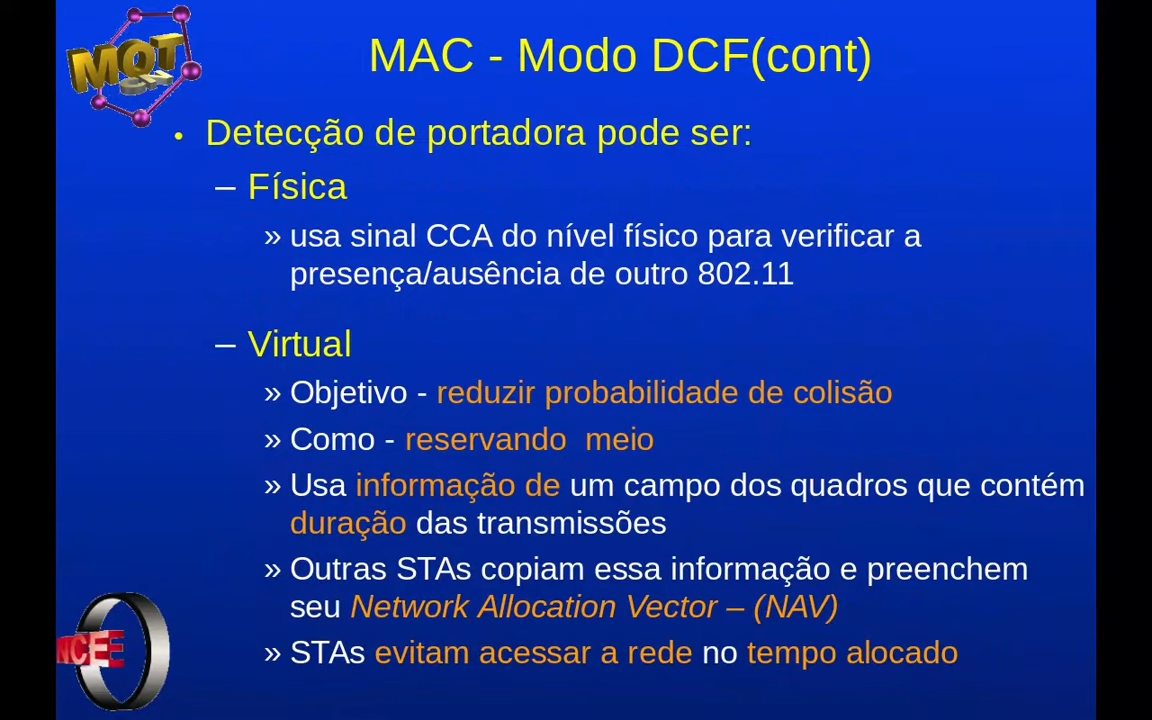 MQT
MAC - Modo DCF(cont)
• Detecção de portadora pode ser:
– Física
» usa sinal CCA do nível físico para verificar a
presença/ausência de outro 802.11
– Virtual
» Objetivo - reduzir probabilidade de colisão
» Como - reservando meio
» Usa informação de um campo dos quadros que contém
duração das transmissões
» Outras STAs copiam essa informação e preenchem
seu Network Allocation Vector – (NAV)
» STAs evitam acessar a rede no tempo alocado